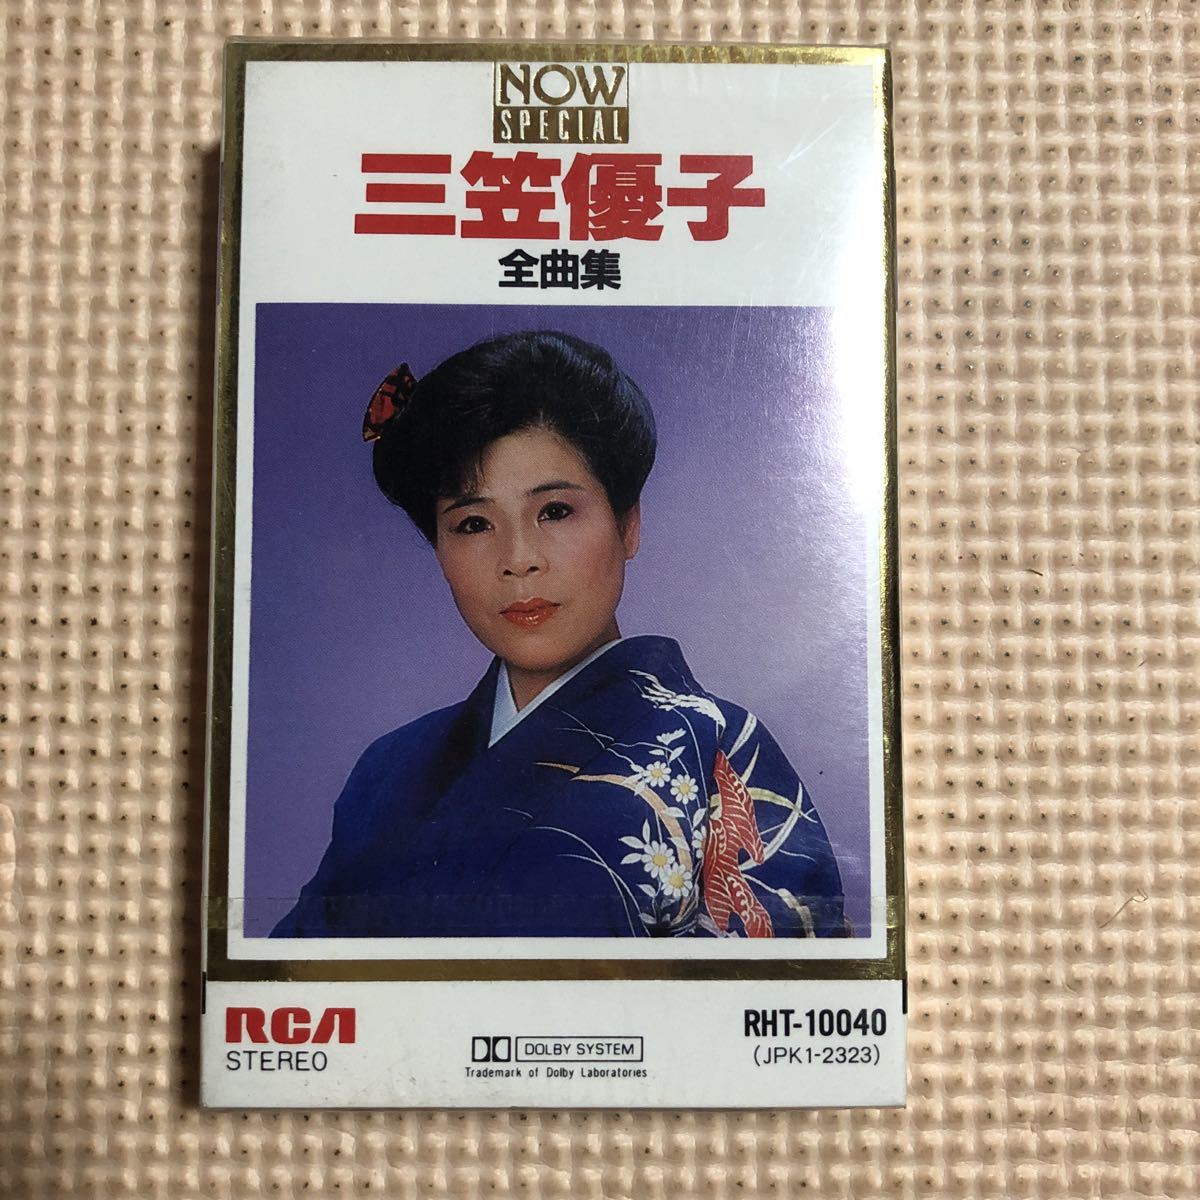 NOW
SPECIAL
三笠優子
全曲集
RCA
STEREO
DOLBY SYSTEM
Trademark of Dolby Laboratories
RHT-10040
(JPK1-2323)